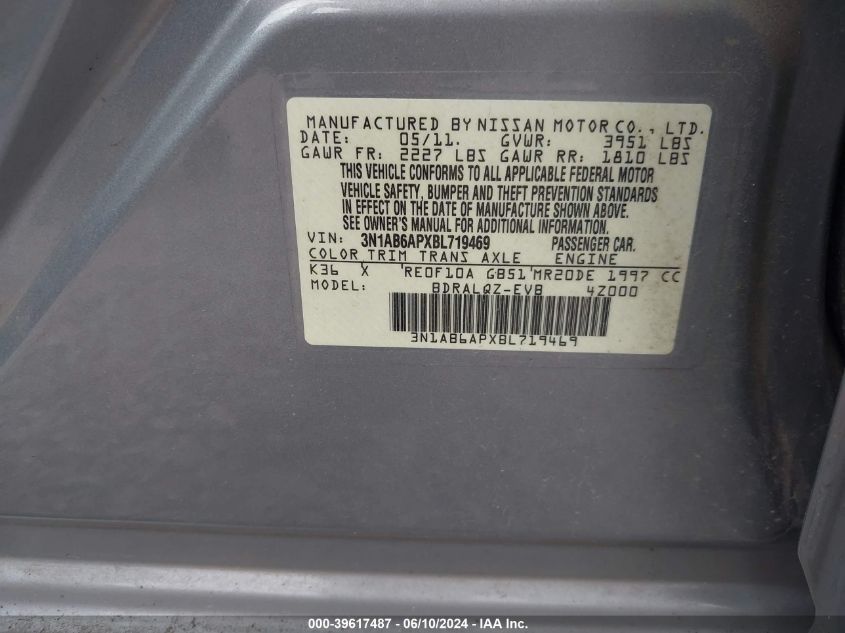 MANUFACTURED BY NISSAN MOTOR CO., LTD.
DATE: 05/11. GVWR: 3951 LBS
GAWR FR: 2227 LBS GAWR RR: 1810 LBS
THIS VEHICLE CONFORMS TO ALL APPLICABLE FEDERAL MOTOR
VEHICLE SAFETY, BUMPER AND THEFT PREVENTION STANDARDS
IN EFFECT ON THE DATE OF MANUFACTURE SHOWN ABOVE.
SEE OWNER'S MANUAL FOR ADDITIONAL INFORMATION.
VIN: 3N1AB6APXBL719469 PASSENGER CAR.
COLOR TRIM TRANS AXLE ENGINE
K36 X 'RE0F10A GB51'MR20DE 1997 CC
MODEL: BDRALQZ-EVB 4Z000
3N1AB6APXBL719469
000-39617487 - 06/10/2024 - IAA Inc.